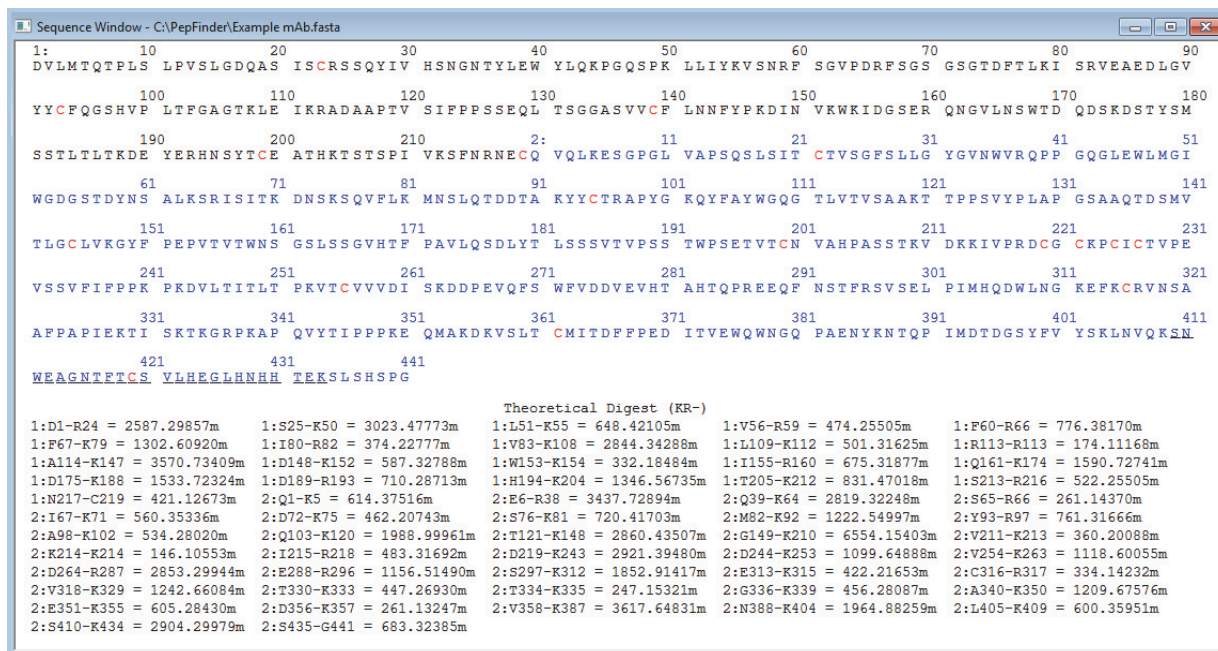 Sequence Window - C:\PepFinder\Example mAb.fasta
1: 10 20 30 40 50 60 70 80 90
DVLMTQTPLS LPVSLGDQAS ISCRSSQYIV HSNGNTYLEW YLQKPGQSPK LLIYKVSNRF SGVPDRFSGS GSGTDFTLKI SRVEAEDLGV
100 110 120 130 140 150 160 170 180
YYCFQGSHVP LTFGAGTKLE IKRADAAPTV SIFPPSSEQL TSGGASVVCF LNNFYPKDIN VKWKIDGSER QNGVLNSWTD QDSKDSTYSM
190 200 210 2: 11 21 31 41 51
SSTLTLTKDE YERHNSYTCE ATHKTSTSPI VKSFNRNECQ VQLKESGPGL VAPSQSLSIT CTVSGFSLLG YGVNWVRQPP GQGLEWLMGI
61 71 81 91 101 111 121 131 141
WGDGSTDYNS ALKSRISITK DNSKSQVFLK MNSLQTDDTA KYYCTRAPYG KQYFAYWGQG TLVTVSAAKT TPPSVYPLAP GSAAQTDSMV
151 161 171 181 191 201 211 221 231
TLGCLVKGYF PEPVTVTWNS GSLSSGVHTF PAVLQSDLYT LSSSVTVPSS TWPSETVTCN VAHPASSTKV DKKIVPRDCG CKPCICTVPE
241 251 261 271 281 291 301 311 321
VSSVFIFPPK PKDVLTITLT PKVTCVVVDI SKDDPEVQFS WFVDDVEVHT AHTQPREEQF NSTFRSVSEL PIMHQDWLNG KEFKCRVNSA
331 341 351 361 371 381 391 401 411
AFPAPIEKTI SKTKGRPKAP QVYTIPPPKE QMAKDKVSLT CMITDFFPED ITVEWQWNGQ PAENYKNTQP IMDTDGSYFV YSKLNVQKSN
421 431 441
WEAGNTFTCS VLHEGLHNHH TEKSLSHSPG
Theoretical Digest (KR-)
1:D1-R24 = 2587.29857m 1:S25-K50 = 3023.47773m 1:L51-K55 = 648.42105m 1:V56-R59 = 474.25505m 1:F60-R66 = 776.38170m
1:F67-K79 = 1302.60920m 1:I80-R82 = 374.22777m 1:V83-K108 = 2844.34288m 1:L109-K112 = 501.31625m 1:R113-R113 = 174.11168m
1:A114-K147 = 3570.73409m 1:D148-K152 = 587.32788m 1:W153-K154 = 332.18484m 1:I155-R160 = 675.31877m 1:Q161-K174 = 1590.72741m
1:D175-K188 = 1533.72324m 1:D189-R193 = 710.28713m 1:H194-K204 = 1346.56735m 1:T205-K212 = 831.47018m 1:S213-R216 = 522.25505m
1:N217-C219 = 421.12673m 2:Q1-K5 = 614.37516m 2:E6-R38 = 3437.72894m 2:Q39-K64 = 2819.32248m 2:S65-R66 = 261.14370m
2:I67-K71 = 560.35336m 2:D72-K75 = 462.20743m 2:S76-K81 = 720.41703m 2:M82-K92 = 1222.54997m 2:Y93-R97 = 761.31666m
2:A98-K102 = 534.28020m 2:Q103-K120 = 1988.99961m 2:T121-K148 = 2860.43507m 2:G149-K210 = 6554.15403m 2:V211-K213 = 360.20088m
2:K214-K214 = 146.10553m 2:I215-R218 = 483.31692m 2:D219-K243 = 2921.39480m 2:D244-K253 = 1099.64888m 2:V254-K263 = 1118.60055m
2:D264-R287 = 2853.29944m 2:E288-R296 = 1156.51490m 2:S297-K312 = 1852.91417m 2:E313-K315 = 422.21653m 2:C316-R317 = 334.14232m
2:V318-K329 = 1242.66084m 2:T330-K333 = 447.26930m 2:T334-K335 = 247.15321m 2:G336-K339 = 456.28087m 2:A340-K350 = 1209.67576m
2:E351-K355 = 605.28430m 2:D356-K357 = 261.13247m 2:V358-K387 = 3617.64831m 2:N388-K404 = 1964.88259m 2:L405-K409 = 600.35951m
2:S410-K434 = 2904.29979m 2:S435-G441 = 683.32385m